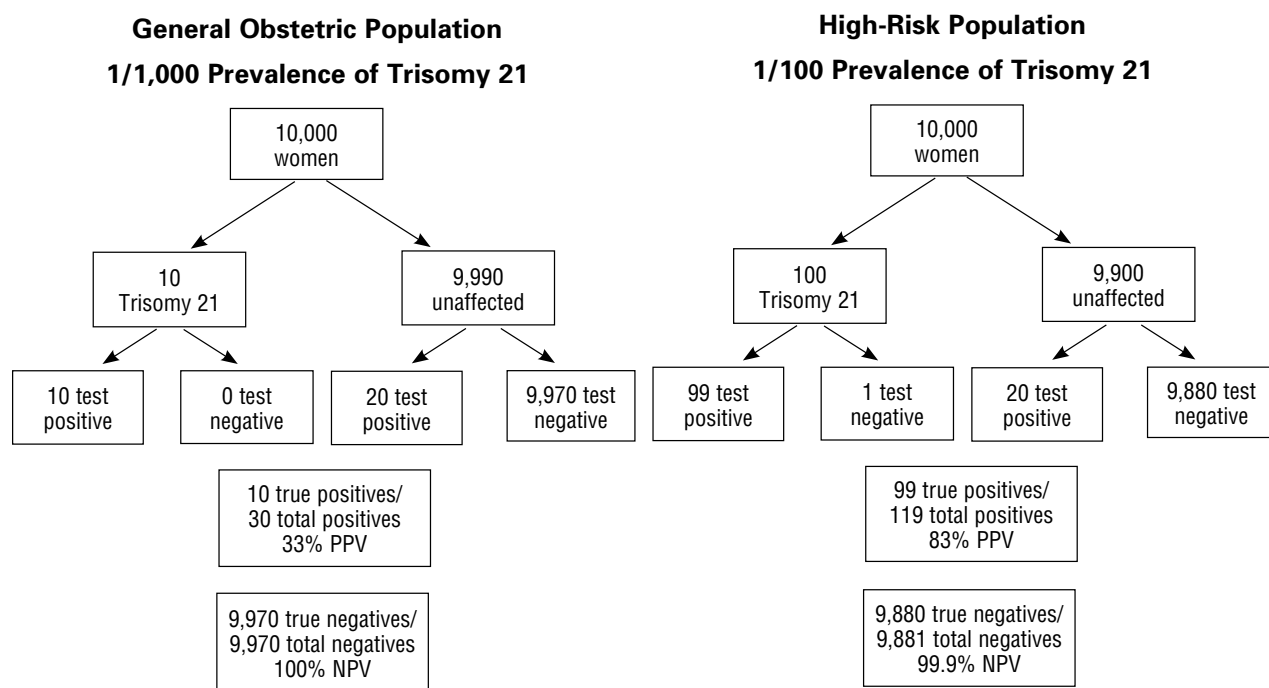 General Obstetric Population
1/1,000 Prevalence of Trisomy 21
10,000
women
10
Trisomy 21
9,990
unaffected
10 test
positive
0 test
negative
20 test
positive
9,970 test
negative
10 true positives/
30 total positives
33% PPV
9,970 true negatives/
9,970 total negatives
100% NPV
High-Risk Population
1/100 Prevalence of Trisomy 21
10,000
women
100
Trisomy 21
9,900
unaffected
99 test
positive
1 test
negative
20 test
positive
9,880 test
negative
99 true positives/
119 total positives
83% PPV
9,880 true negatives/
9,881 total negatives
99.9% NPV